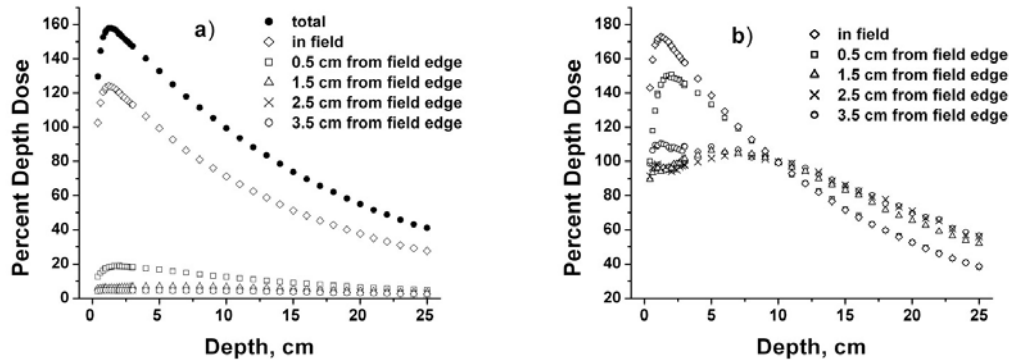 a)
total
in field
0.5 cm from field edge
1.5 cm from field edge
2.5 cm from field edge
3.5 cm from field edge
Percent Depth Dose
160
140
120
100
80
60
40
20
0
0 5 10 15 20 25
Depth, cm
b)
in field
0.5 cm from field edge
1.5 cm from field edge
2.5 cm from field edge
3.5 cm from field edge
Percent Depth Dose
180
160
140
120
100
80
60
40
20
0 5 10 15 20 25
Depth, cm